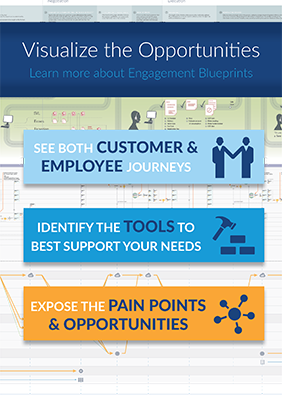 Visualize the Opportunities
Learn more about Engagement Blueprints
SEE BOTH CUSTOMER &
EMPLOYEE JOURNEYS
IDENTIFY THE TOOLS TO
BEST SUPPORT YOUR NEEDS
EXPOSE THE PAIN POINTS
& OPPORTUNITIES